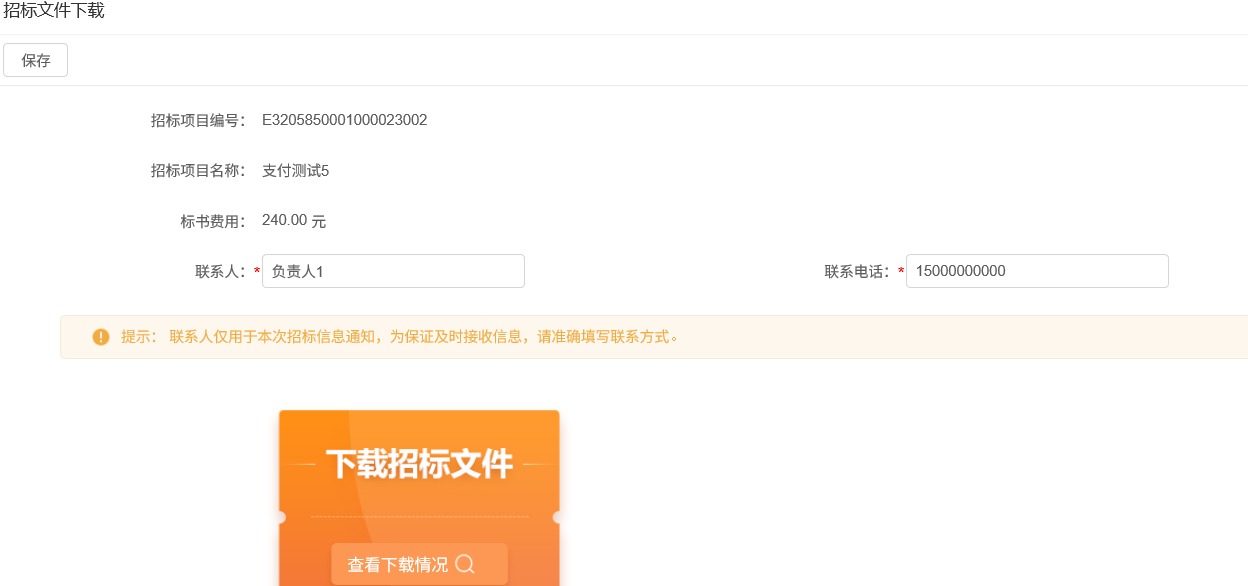 招标文件下载
保存
招标项目编号： E3205850001000023002
招标项目名称： 支付测试5
标书费用： 240.00 元
联系人：* 负责人1 联系电话：* 15000000000
提示： 联系人仅用于本次招标信息通知，为保证及时接收信息，请准确填写联系方式。
下载招标文件
查看下载情况